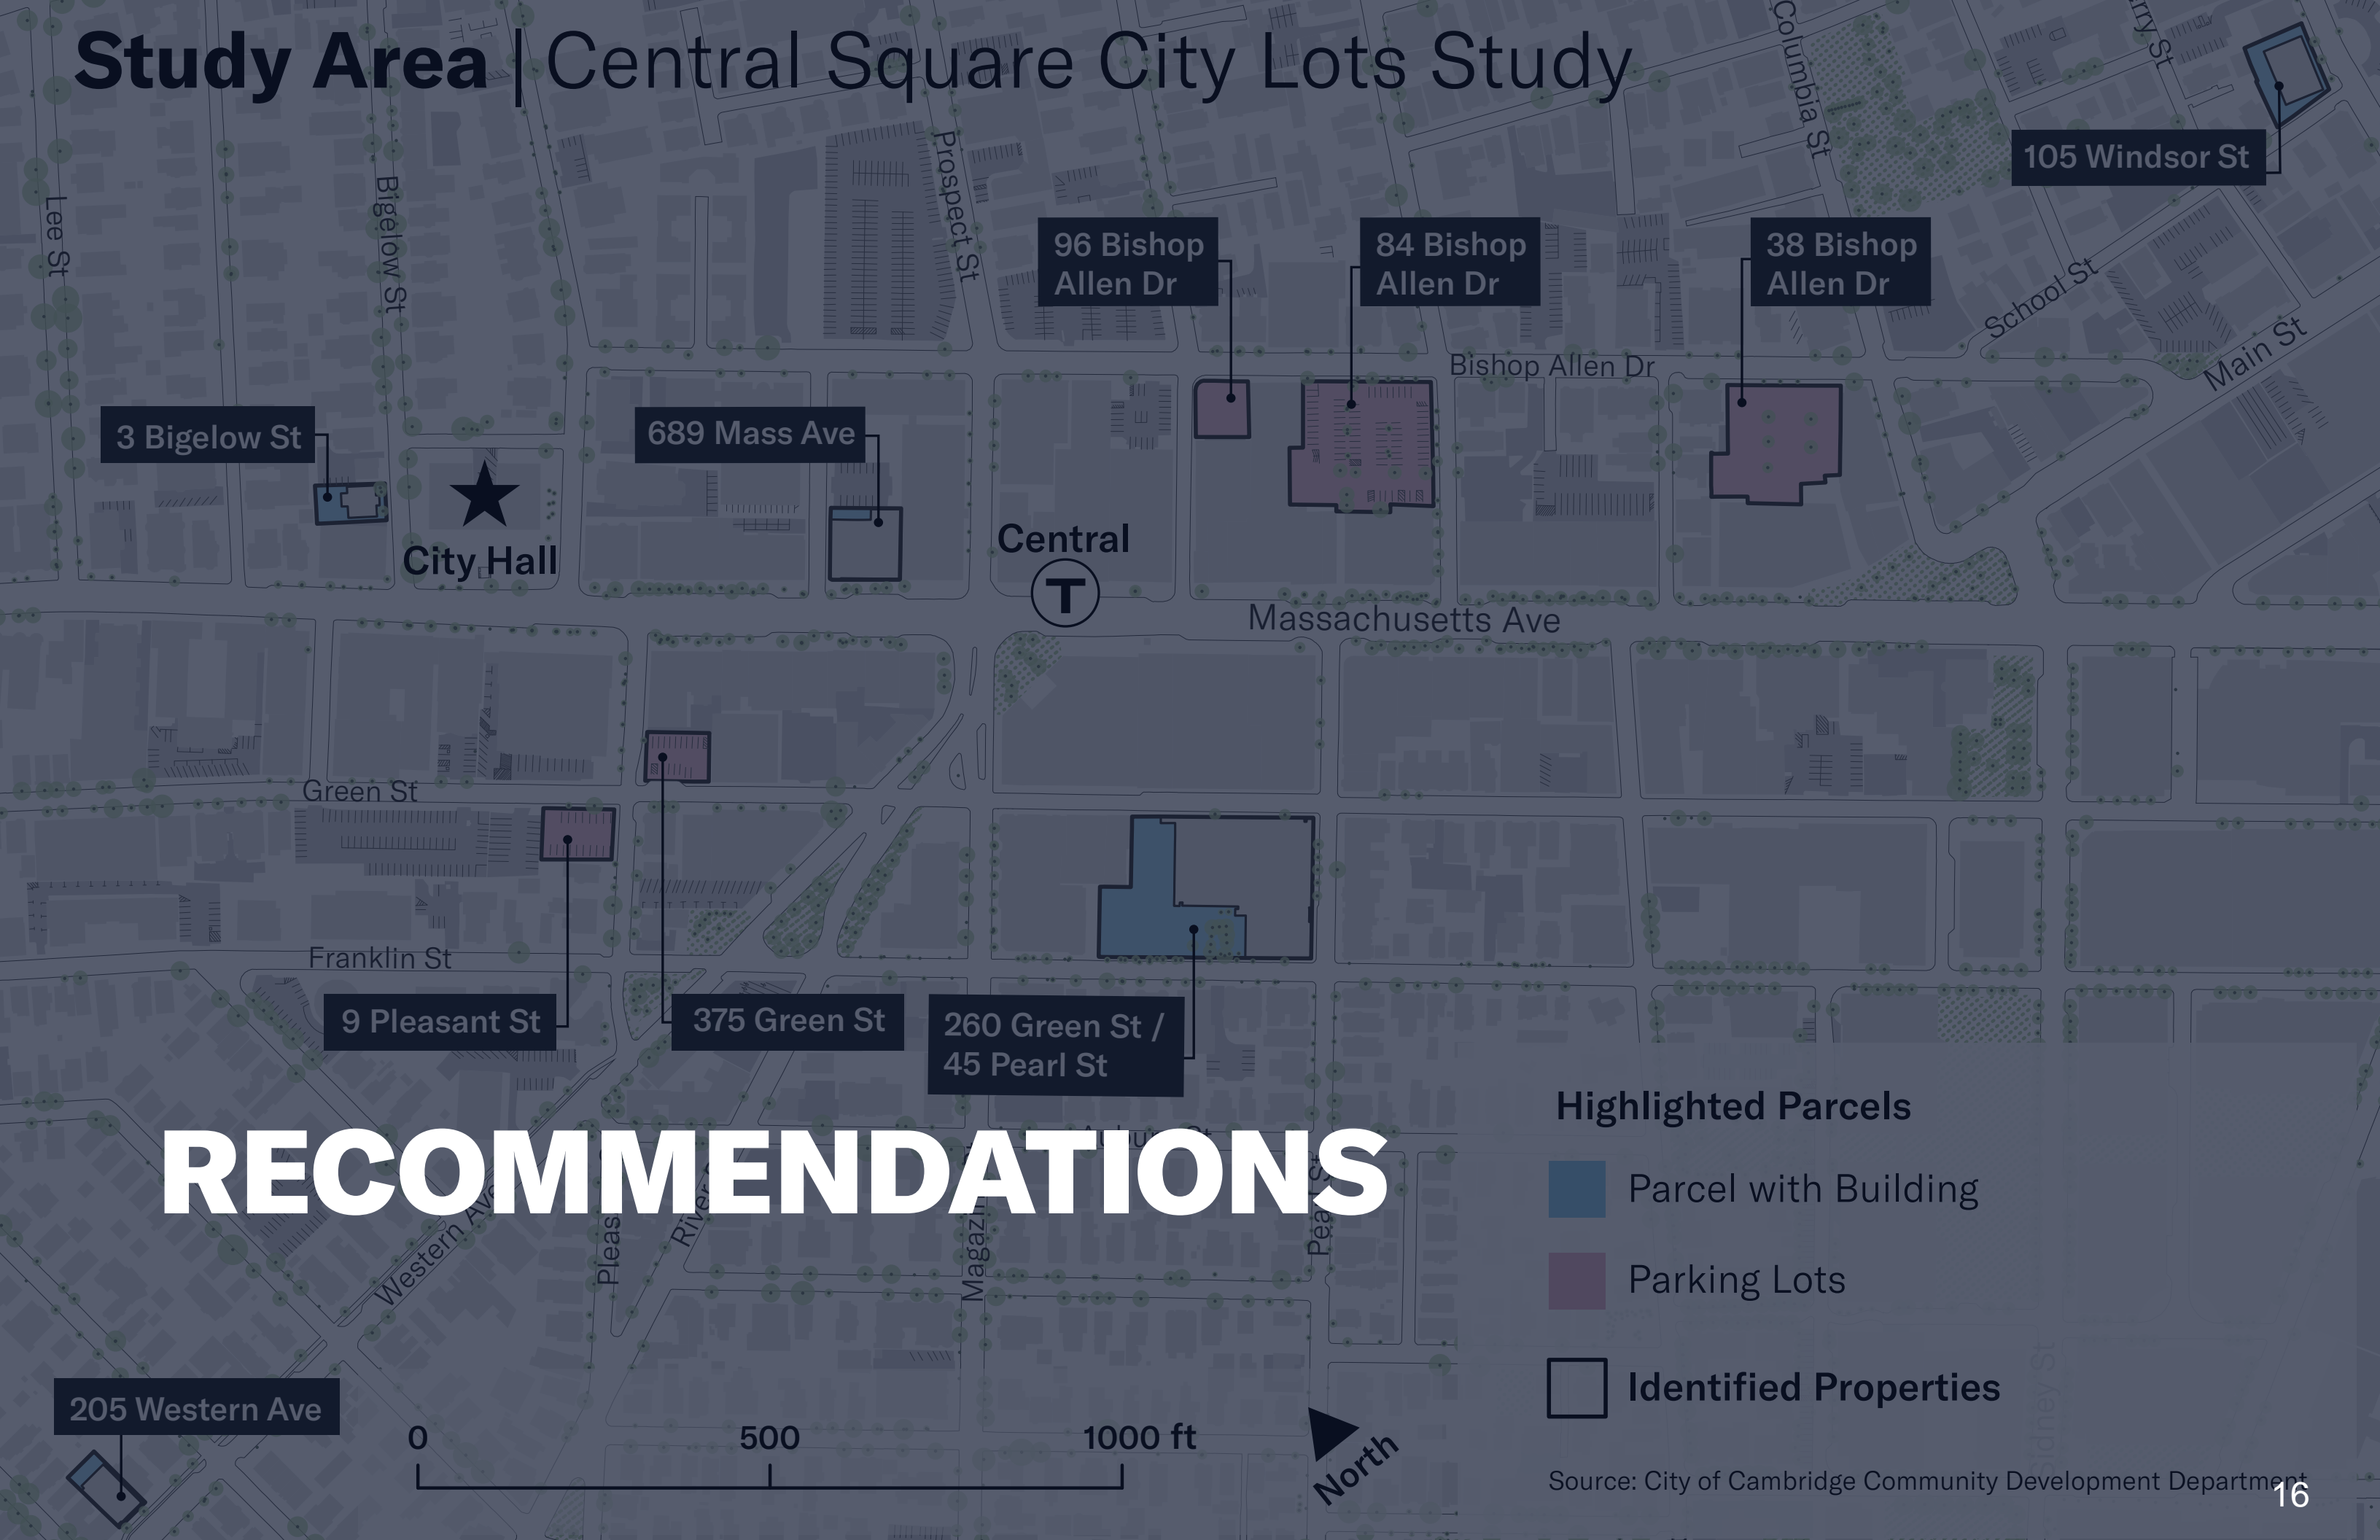 Study Area | Central Square City Lots Study
Columbia St
105 Windsor St
Prospect St
Lee St
Bigelow St
96 Bishop
Allen Dr
84 Bishop
Allen Dr
38 Bishop
Allen Dr
School St
Main St
Bishop Allen Dr
3 Bigelow St
689 Mass Ave
City Hall
Central
T
Massachusetts Ave
Green St
Franklin St
9 Pleasant St
375 Green St
260 Green St /
45 Pearl St
RECOMMENDATIONS
Western Ave
205 Western Ave
0 500 1000 ft
North
Highlighted Parcels
Parcel with Building
Parking Lots
Identified Properties
Source: City of Cambridge Community Development Department
16